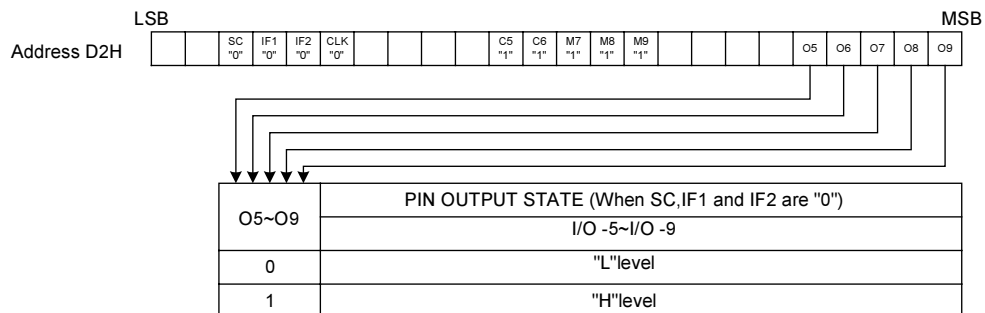 LSB MSB
Address D2H
SC IF1 IF2 CLK C5 C6 M7 M8 M9 O5 O6 O7 O8 O9
"0" "0" "0" "0" "1" "1" "1" "1" "1"
O5~O9
PIN OUTPUT STATE (When SC,IF1 and IF2 are "0")
I/O -5~I/O -9
0 "L"level
1 "H"level